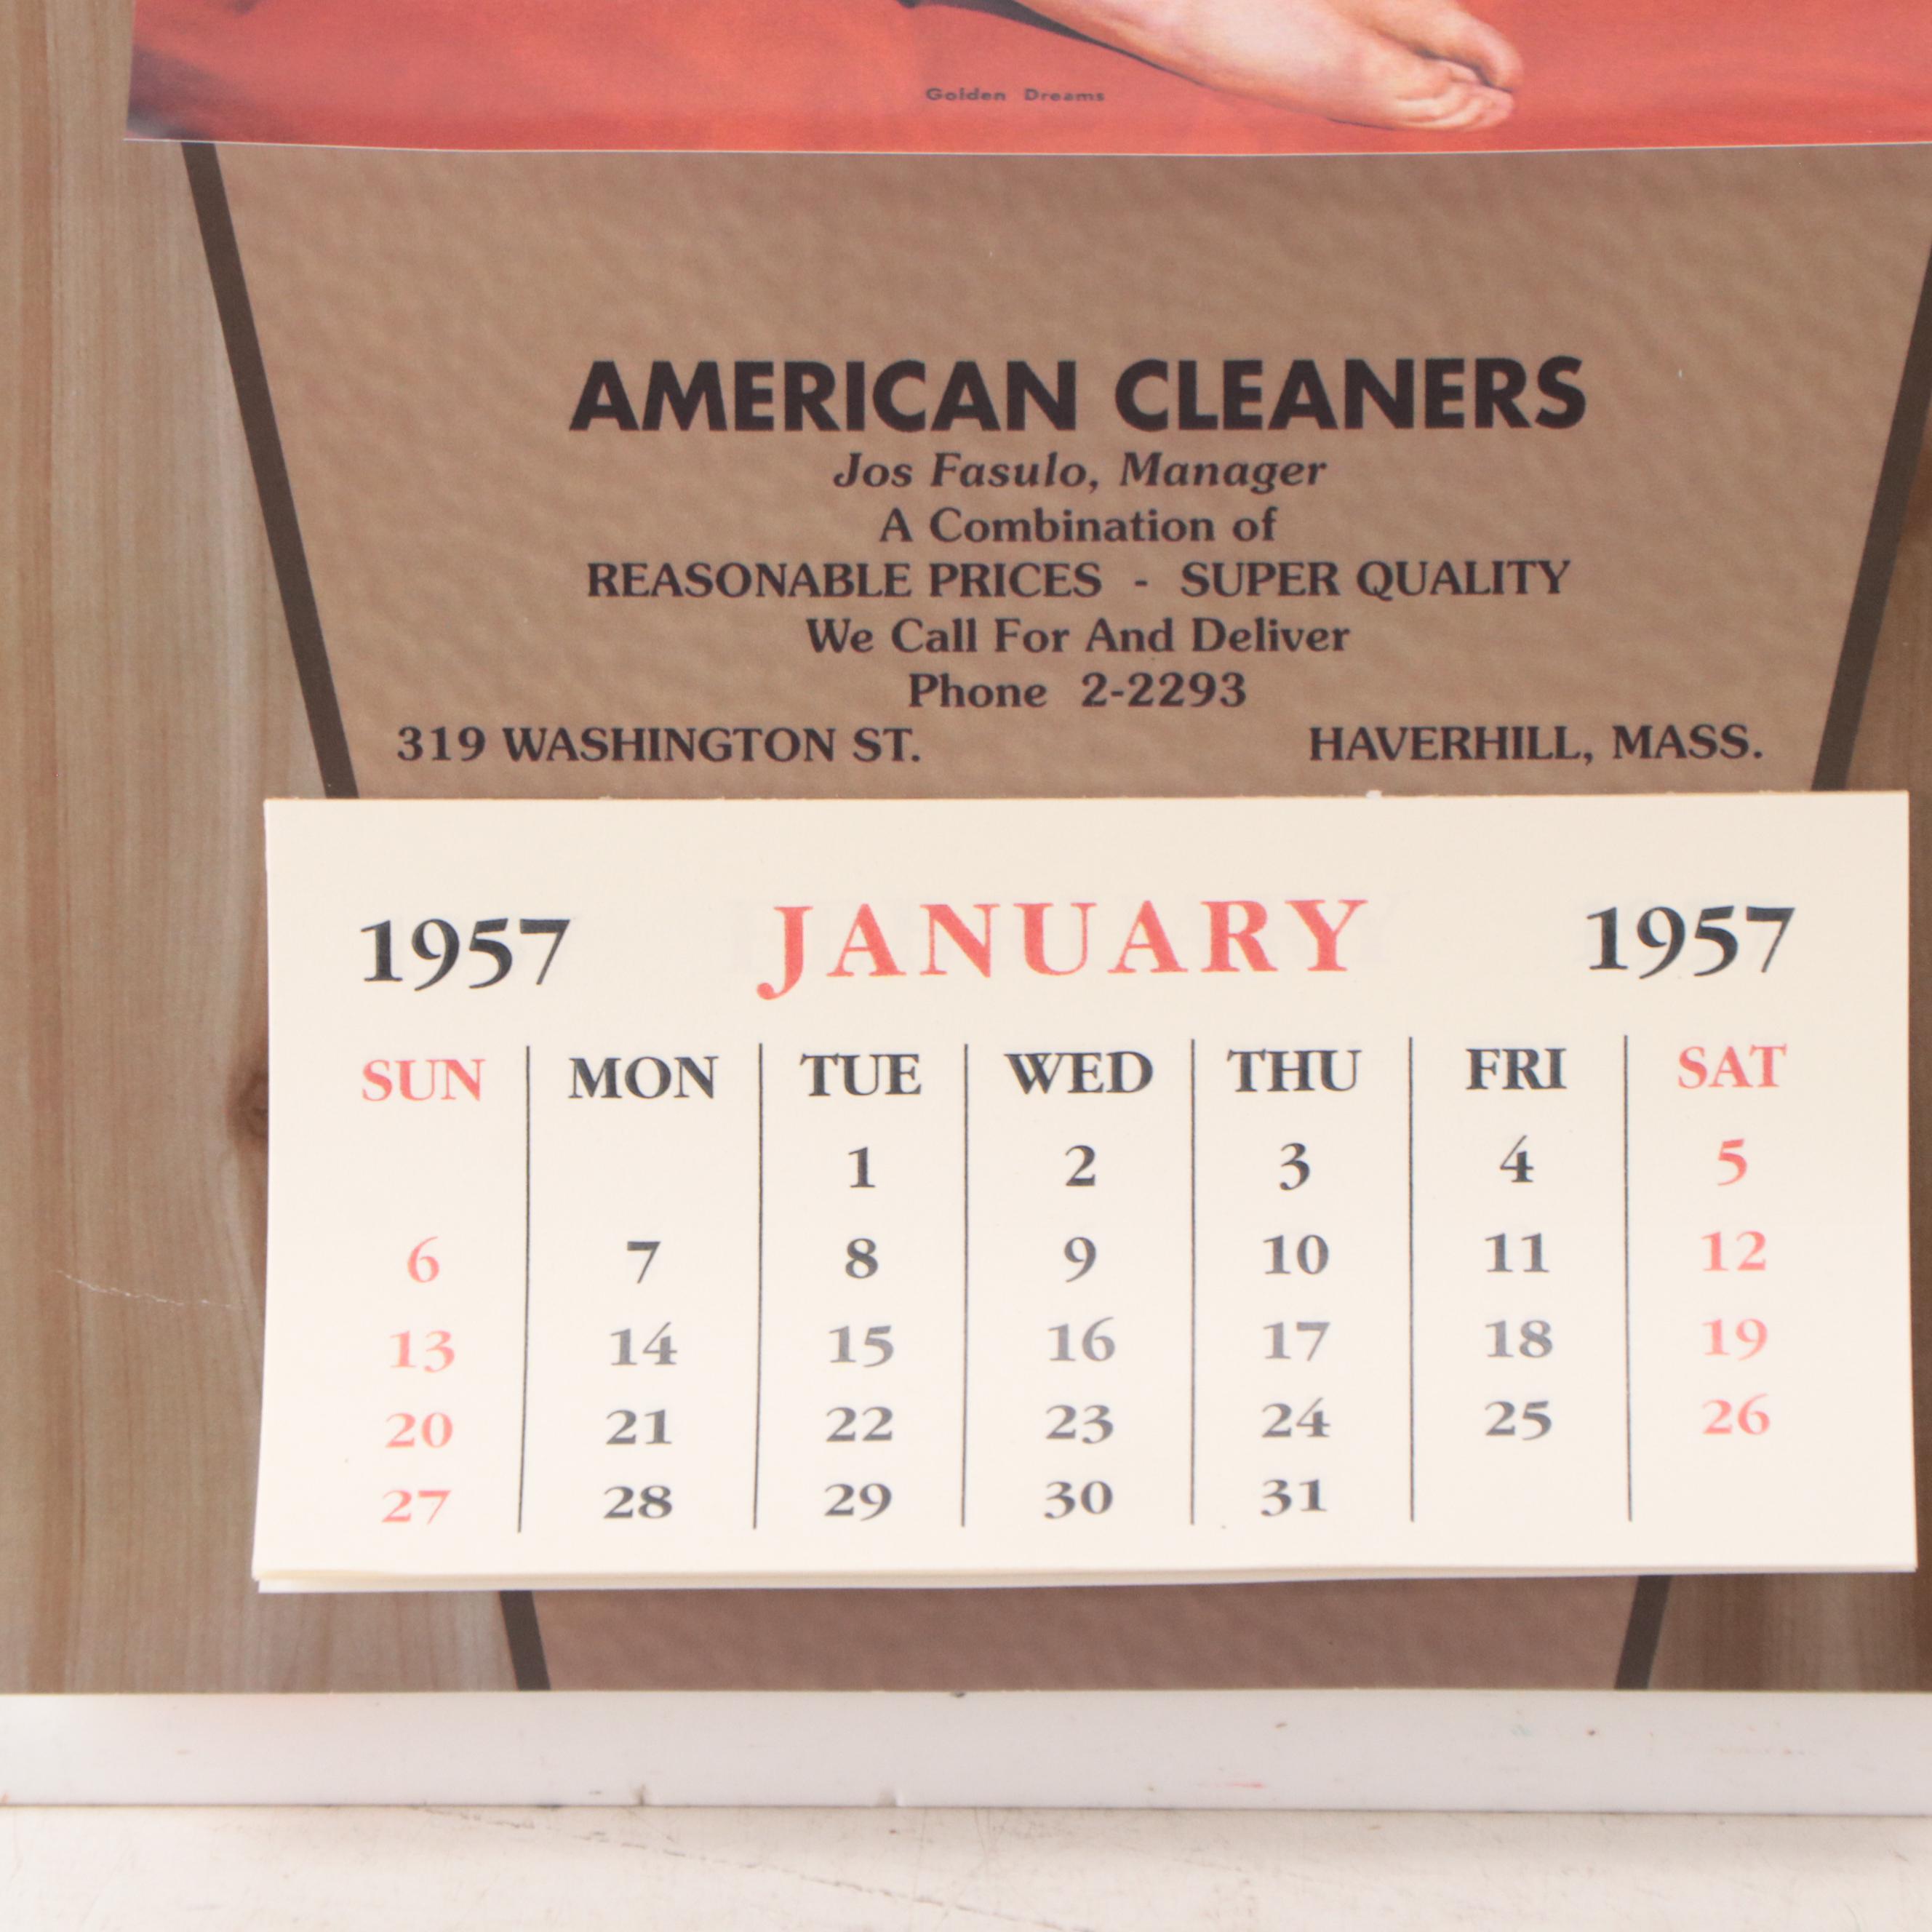 Golden Dreams
AMERICAN CLEANERS
Jos Fasulo, Manager
A Combination of
REASONABLE PRICES - SUPER QUALITY
We Call For And Deliver
Phone 2-2293
319 WASHINGTON ST. HAVERHILL, MASS.
1957 JANUARY 1957
SUN MON TUE WED THU FRI SAT
1 2 3 4 5
6 7 8 9 10 11 12
13 14 15 16 17 18 19
20 21 22 23 24 25 26
27 28 29 30 31